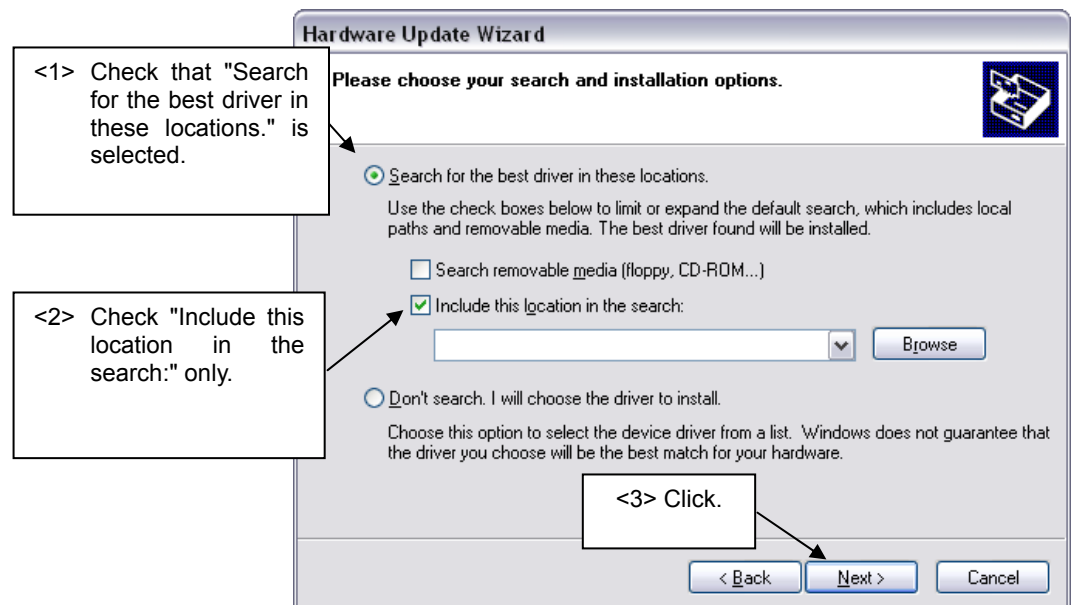 Hardware Update Wizard
<1> Check that "Search
for the best driver in
these locations." is
selected.
Please choose your search and installation options.
Search for the best driver in these locations.
Use the check boxes below to limit or expand the default search, which includes local
paths and removable media. The best driver found will be installed.
Search removable media (floppy, CD-ROM...)
<2> Check "Include this
location in the
search:" only.
Include this location in the search:
Browse
Don't search. I will choose the driver to install.
Choose this option to select the device driver from a list. Windows does not guarantee that
the driver you choose will be the best match for your hardware.
<3> Click.
< Back
Next >
Cancel